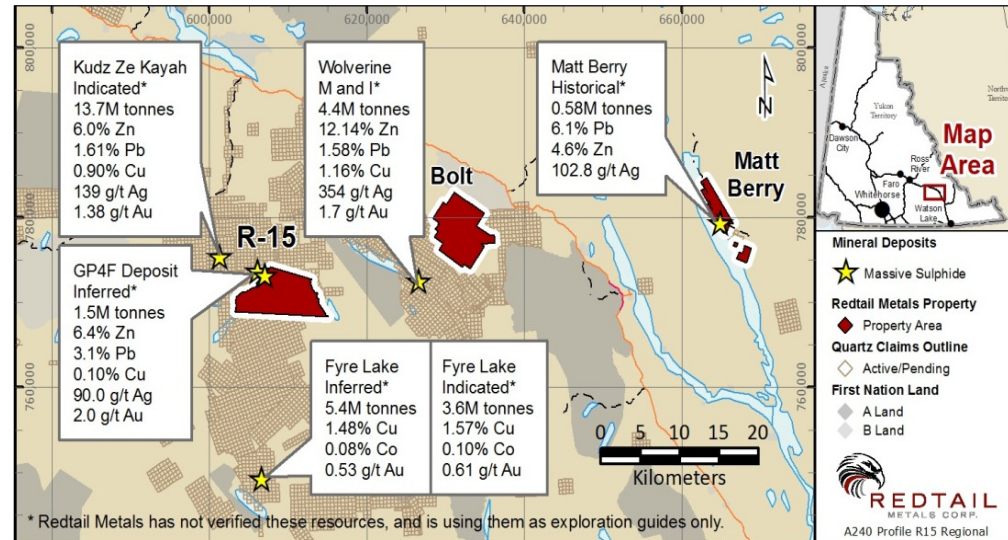 600,000
620,000
640,000
660,000
800,000
780,000
760,000
800,000
780,000
760,000
Kudz Ze Kayah
Indicated*
13.7M tonnes
6.0% Zn
1.61% Pb
0.90% Cu
139 g/t Ag
1.38 g/t Au
Wolverine
M and I*
4.4M tonnes
12.14% Zn
1.58% Pb
1.16% Cu
354 g/t Ag
1.7 g/t Au
Matt Berry
Historical*
0.58M tonnes
6.1% Pb
4.6% Zn
102.8 g/t Ag
N
Matt
Berry
Bolt
R-15
GP4F Deposit
Inferred*
1.5M tonnes
6.4% Zn
3.1% Pb
0.10% Cu
90.0 g/t Ag
2.0 g/t Au
Fyre Lake
Inferred*
5.4M tonnes
1.48% Cu
0.08% Co
0.53 g/t Au
Fyre Lake
Indicated*
3.6M tonnes
1.57% Cu
0.10% Co
0.61 g/t Au
0 5 10 15 20
Kilometers
* Redtail Metals has not verified these resources, and is using them as exploration guides only.
Alaska
Yukon
Territory
Dawson
City
Map
Area
Ross
River
Faro
Whitehorse
Watson
Lake
Mineral Deposits
Massive Sulphide
Redtail Metals Property
Property Area
Quartz Claims Outline
Active/Pending
First Nation Land
A Land
B Land
REDTAIL
METALS CORP.
A240 Profile R15 Regional